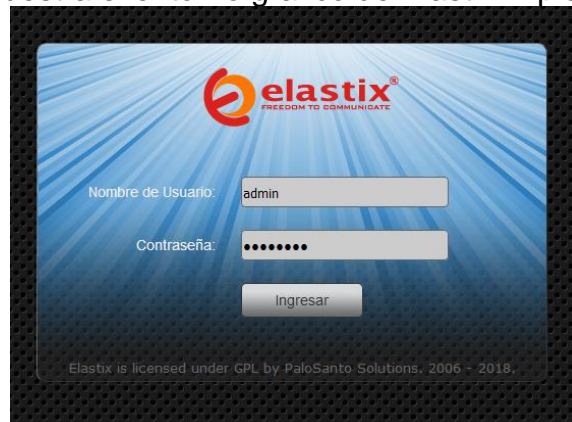 elastix®
FREEDOM TO COMMUNICATE
Nombre de Usuario: admin
Contraseña: ••••••••
Ingresar
Elastix is licensed under GPL by PaloSanto Solutions. 2006 - 2018.